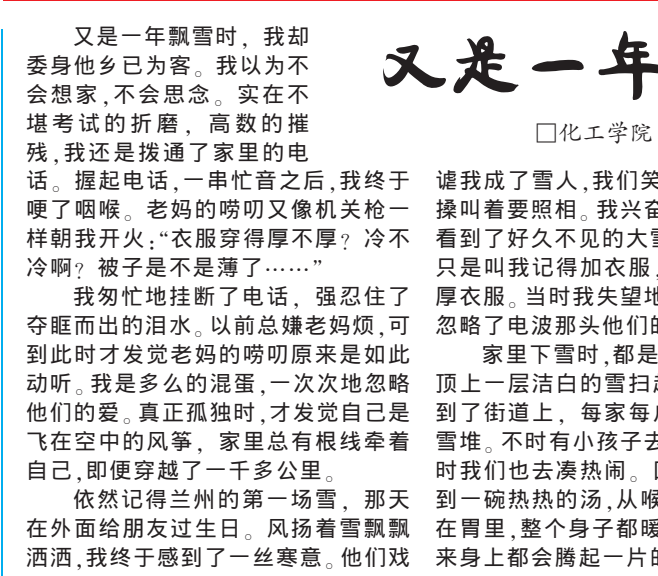 又是一年
□化工学院
又是一年飘雪时，我却
委身他乡已为客。我以为不
会想家,不会思念。实在不
堪考试的折磨，高数的摧
残,我还是拨通了家里的电
话。握起电话,一串忙音之后,我终于
哽了咽喉。老妈的唠叨又像机关枪一
样朝我开火:“衣服穿得厚不厚？冷不
冷啊？被子是不是薄了……”
我匆忙地挂断了电话，强忍住了
夺眶而出的泪水。以前总嫌老妈烦,可
到此时才发觉老妈的唠叨原来是如此
动听。我是多么的混蛋,一次次地忽略
他们的爱。真正孤独时,才发觉自己是
飞在空中的风筝，家里总有根线牵着
自己,即便穿越了一千多公里。
依然记得兰州的第一场雪，那天
在外面给朋友过生日。风扬着雪飘飘
洒洒,我终于感到了一丝寒意。他们戏
谑我成了雪人,我们笑
搡叫着要照相。我兴奋
看到了好久不见的大雪
只是叫我记得加衣服,
厚衣服。当时我失望地
忽略了电波那头他们的
家里下雪时,都是
顶上一层洁白的雪扫
到了街道上，每家每
雪堆。不时有小孩子去
时我们也去凑热闹。
到一碗热热的汤,从喉
在胃里,整个身子都暖
来身上都会腾起一片的